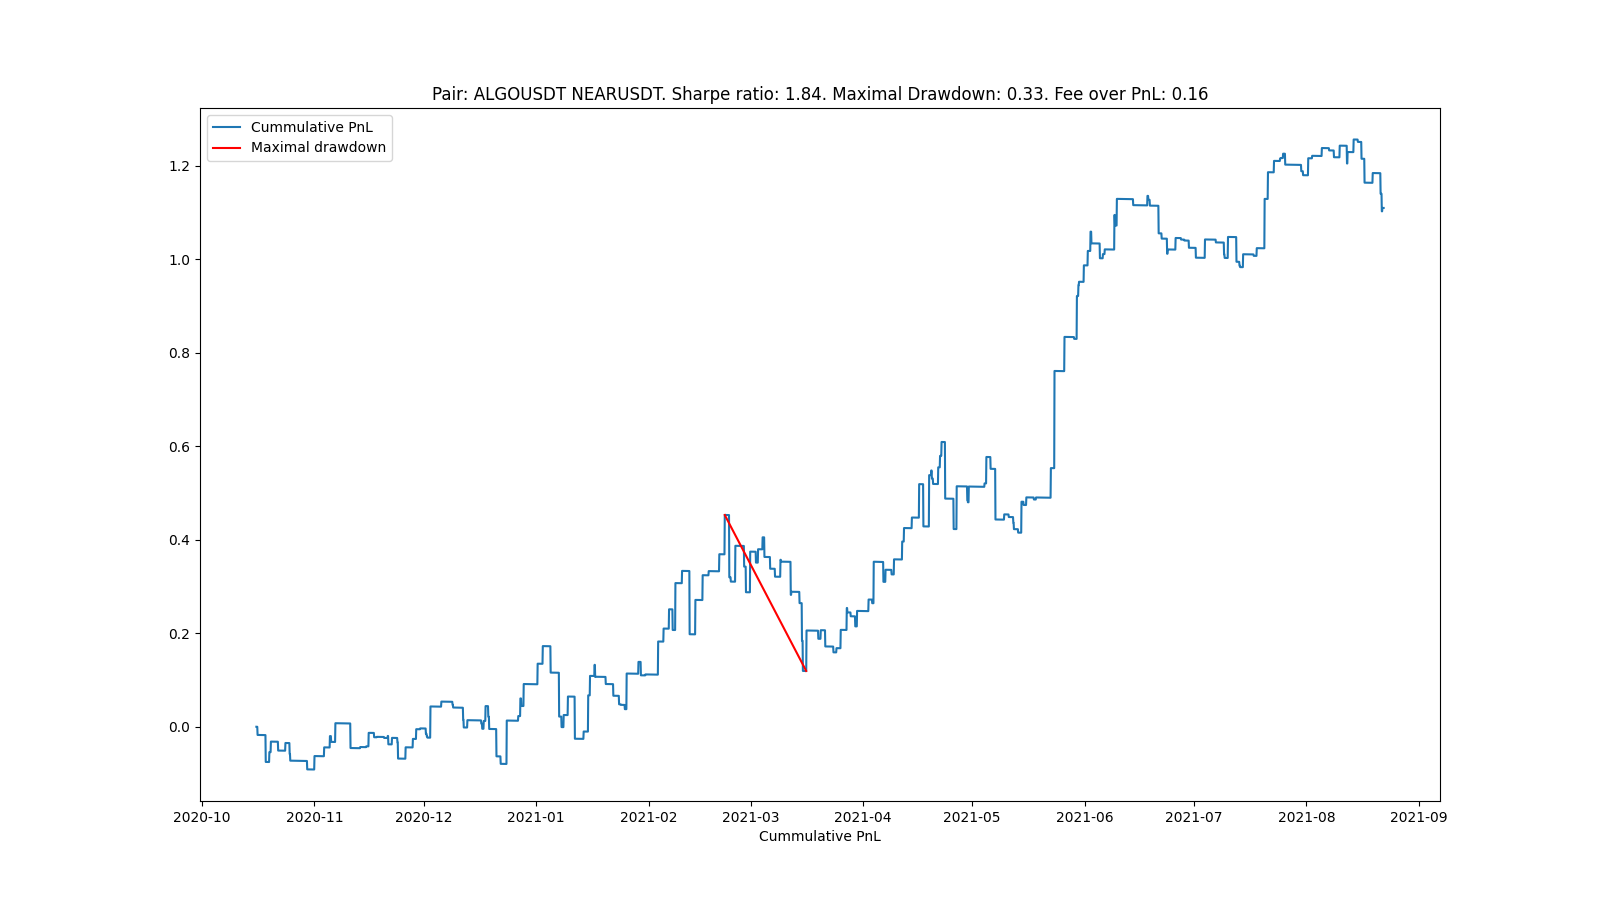 Pair: ALGOUSDT NEARUSDT. Sharpe ratio: 1.84. Maximal Drawdown: 0.33. Fee over PnL: 0.16
Cummulative PnL
Maximal drawdown
1.2
1.0
0.8
0.6
0.4
0.2
0.0
2020-10 2020-11 2020-12 2021-01 2021-02 2021-03 2021-04 2021-05 2021-06 2021-07 2021-08 2021-09
Cummulative PnL